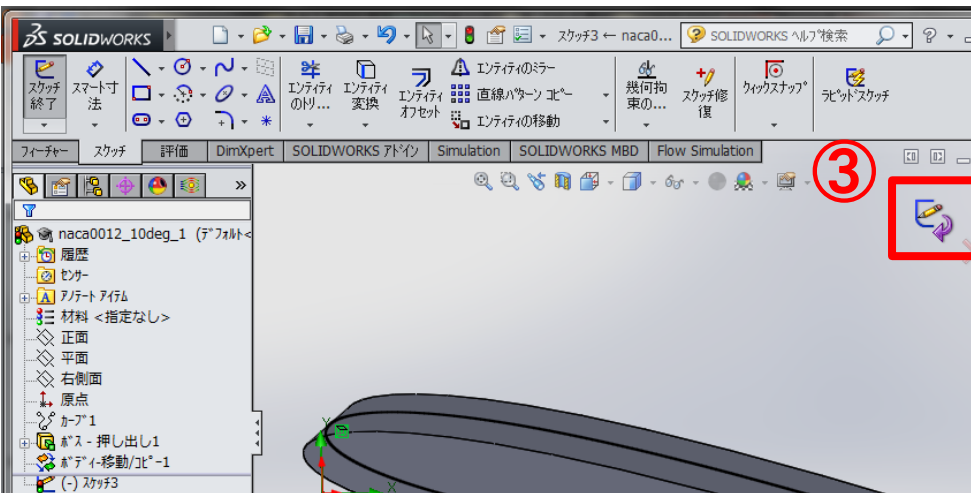 SOLIDWORKS
スケッチ3 ← naca0...
SOLIDWORKS ヘルプ検索
?
スケッチ終了
スマート寸法
エンティティのトリ...
エンティティ変換
エンティティオフセット
エンティティのミラー
直線パターン コピー
エンティティの移動
幾何拘束の...
スケッチ修復
クイックスナップ
ラピッドスケッチ
フィーチャー スケッチ 評価 DimXpert SOLIDWORKS アドイン Simulation SOLIDWORKS MBD Flow Simulation
③
»
naca0012_10deg_1 (デフォルト<
履歴
センサー
アノテート アイテム
材料 <指定なし>
正面
平面
右側面
原点
カーブ1
ボス - 押し出し1
ボディ-移動/コピー1
(-) スケッチ3
Y
X